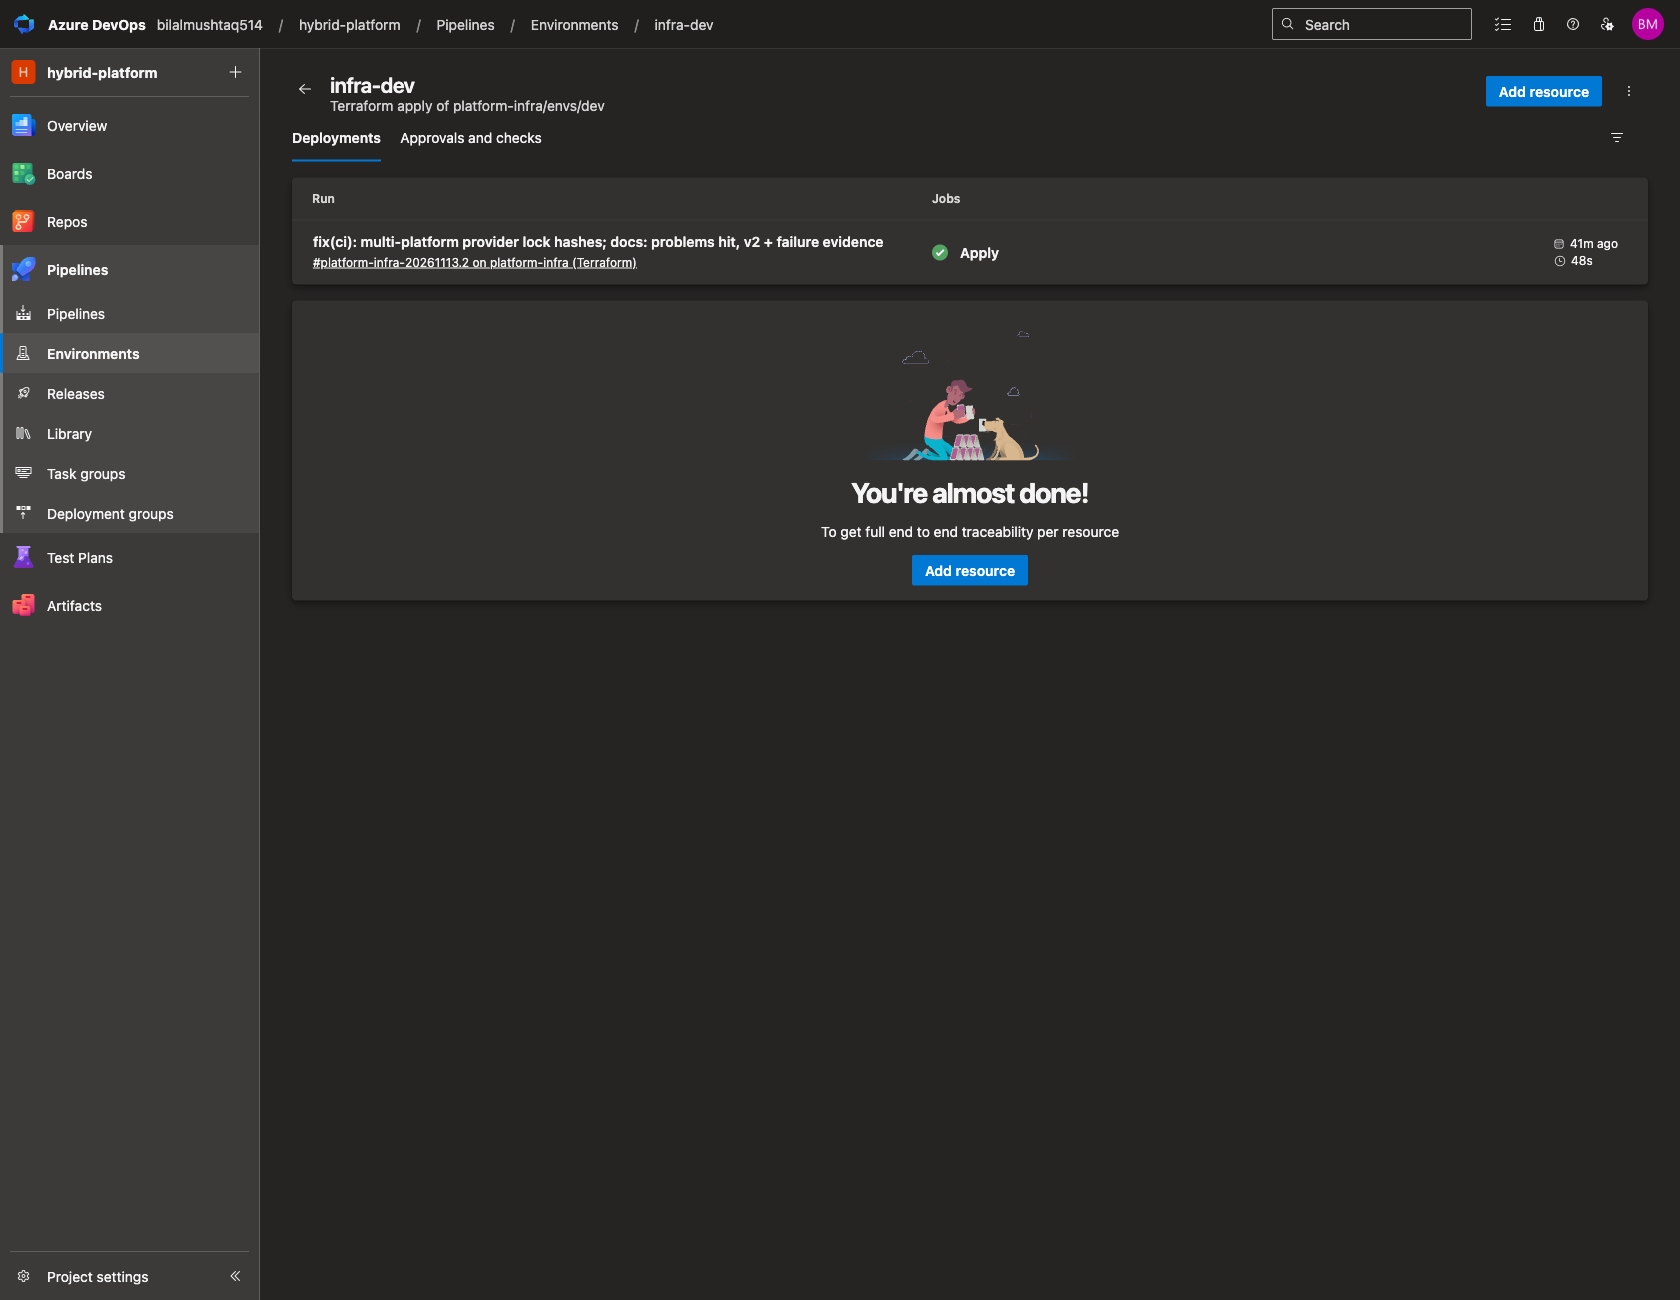 Azure DevOps bilalmushtaq514 / hybrid-platform / Pipelines / Environments / infra-dev
Search
BM
H hybrid-platform
Overview
Boards
Repos
Pipelines
Pipelines
Environments
Releases
Library
Task groups
Deployment groups
Test Plans
Artifacts
Project settings
infra-dev
Terraform apply of platform-infra/envs/dev
Add resource
Deployments Approvals and checks
Run Jobs
fix(ci): multi-platform provider lock hashes; docs: problems hit, v2 + failure evidence
#platform-infra-20261113.2 on platform-infra (Terraform)
Apply
41m ago
48s
You're almost done!
To get full end to end traceability per resource
Add resource